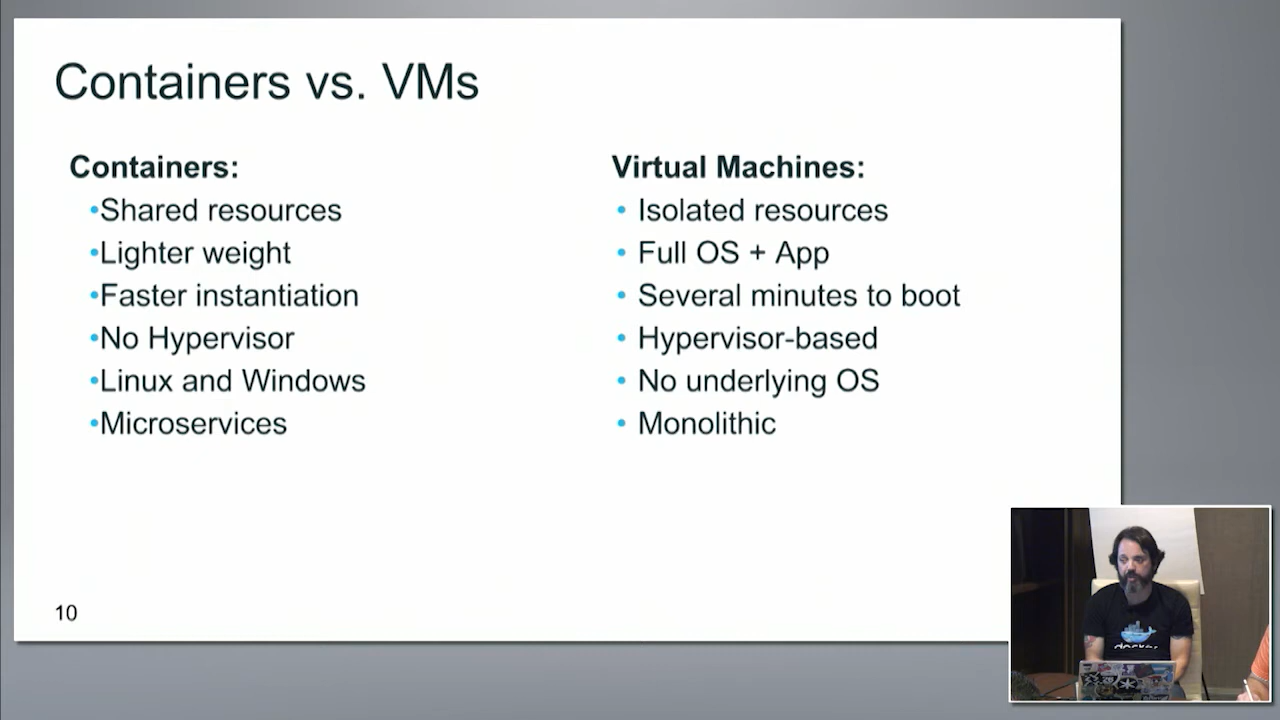 Containers vs. VMs
Containers:
•Shared resources
•Lighter weight
•Faster instantiation
•No Hypervisor
•Linux and Windows
•Microservices
Virtual Machines:
• Isolated resources
• Full OS + App
• Several minutes to boot
• Hypervisor-based
• No underlying OS
• Monolithic
10
docker